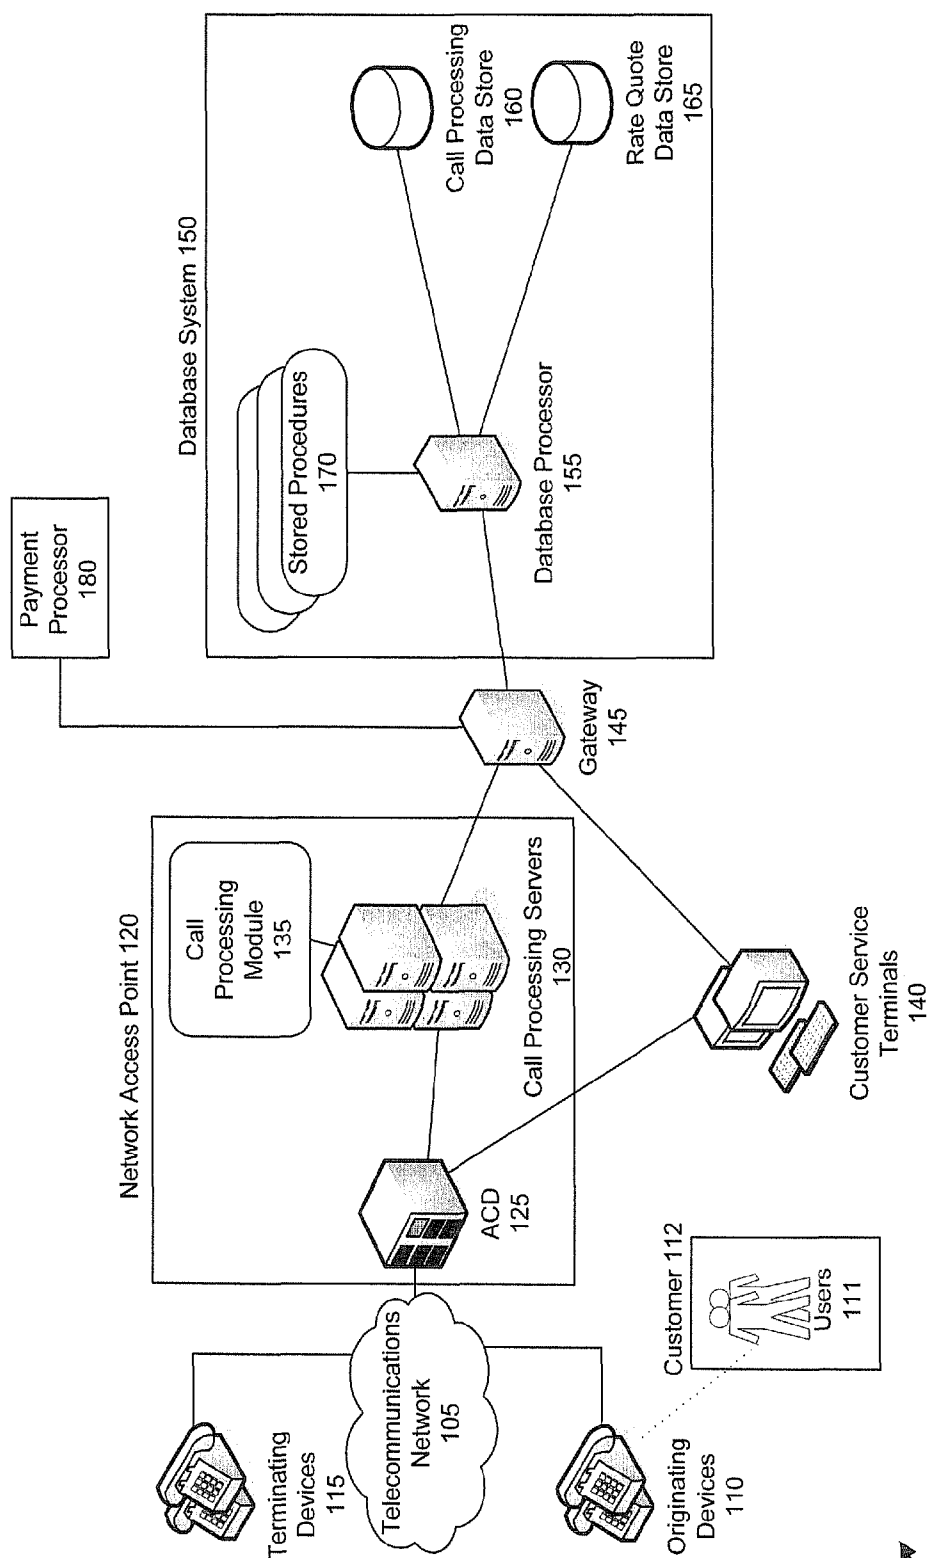 Payment
Processor
180
Database System 150
Stored Procedures
170
Call Processing
Data Store
160
Database Processor
155
Rate Quote
Data Store
165
Gateway
145
Network Access Point 120
Call
Processing
Module
135
Call Processing Servers
130
ACD
125
Customer Service
Terminals
140
Terminating
Devices
115
Telecommunications
Network
105
Originating
Devices
110
Customer 112
Users
111